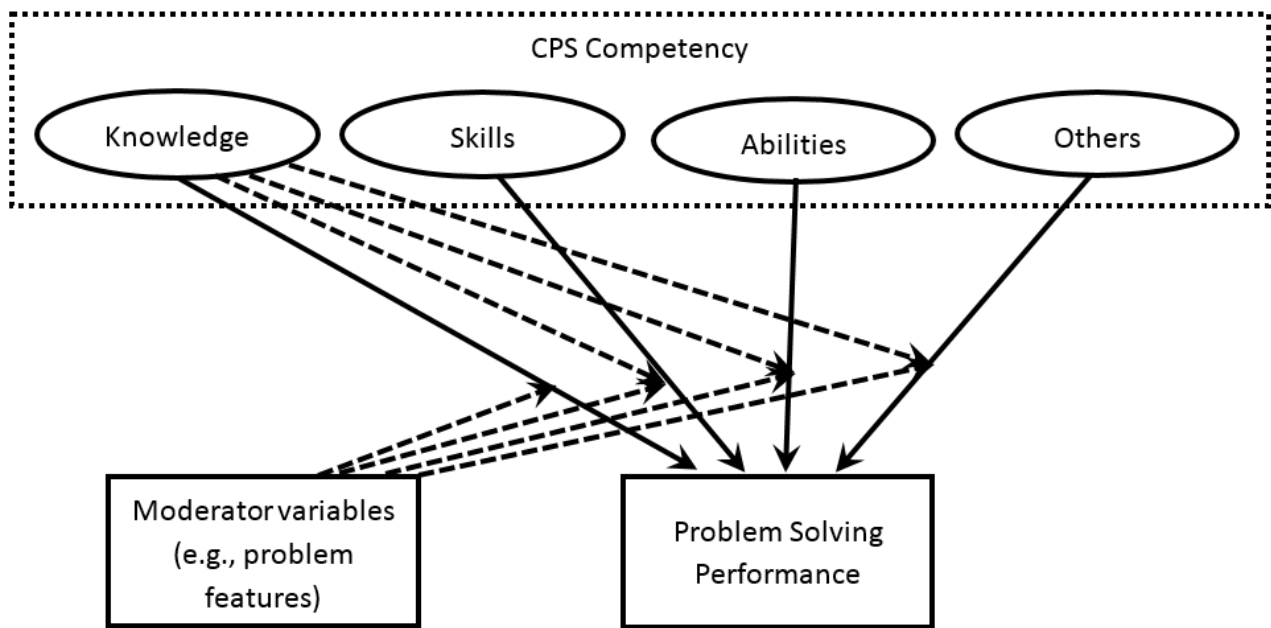 CPS Competency
Knowledge
Skills
Abilities
Others
Moderator variables
(e.g., problem
features)
Problem Solving
Performance